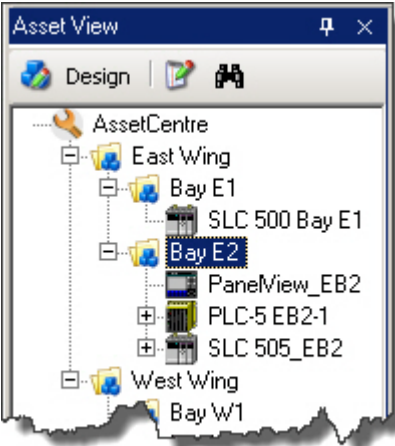 Asset View
Design
AssetCentre
East Wing
Bay E1
SLC 500 Bay E1
Bay E2
PanelView_EB2
PLC-5 EB2-1
SLC 505_EB2
West Wing
Bay W1